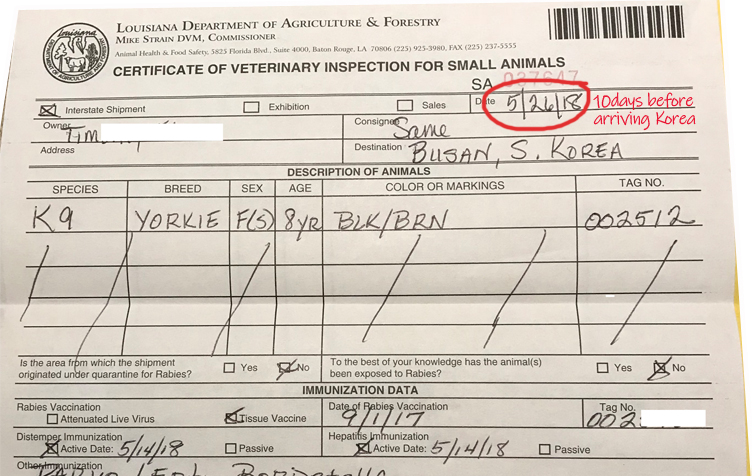 LOUISIANA DEPARTMENT OF AGRICULTURE & FORESTRY
MIKE STRAIN DVM, COMMISSIONER
Animal Health & Food Safety, 5825 Florida Blvd., Suite 4000, Baton Rouge, LA 70806 (225) 925-3980, FAX (225) 237-5555
CERTIFICATE OF VETERINARY INSPECTION FOR SMALL ANIMALS
SA 037647
Interstate Shipment Exhibition Sales Date 5/26/18 10days before
arriving Korea
Owner Tim Consignee Same
Address Destination BUSAN, S. KOREA
DESCRIPTION OF ANIMALS
SPECIES BREED SEX AGE COLOR OR MARKINGS TAG NO.
K9 YORKIE F(S) 8YR BLK/BRN 002512
Is the area from which the shipment To the best of your knowledge has the animal(s)
originated under quarantine for Rabies? Yes No been exposed to Rabies? Yes No
IMMUNIZATION DATA
Rabies Vaccination Date of Rabies Vaccination Tag No.
Attenuated Live Virus Tissue Vaccine 9/1/17 002
Distemper Immunization Hepatitis Immunization
Active Date: 5/14/18 Passive Active Date: 5/14/18 Passive
Other Immunization